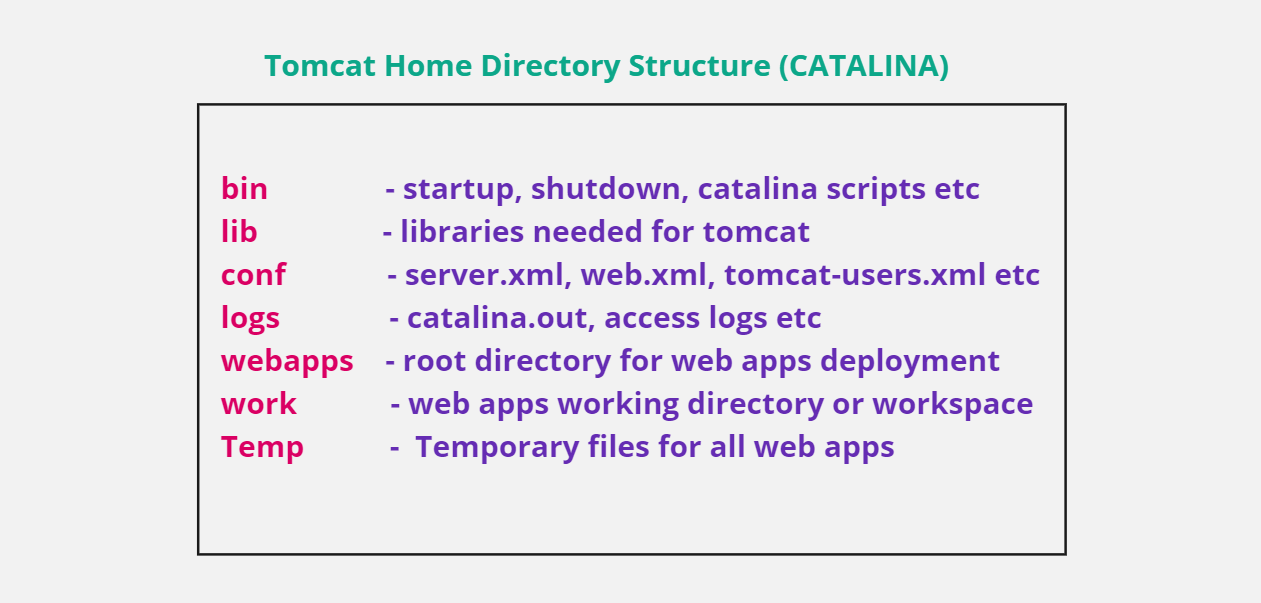 Tomcat Home Directory Structure (CATALINA)
bin - startup, shutdown, catalina scripts etc
lib - libraries needed for tomcat
conf - server.xml, web.xml, tomcat-users.xml etc
logs - catalina.out, access logs etc
webapps - root directory for web apps deployment
work - web apps working directory or workspace
Temp - Temporary files for all web apps